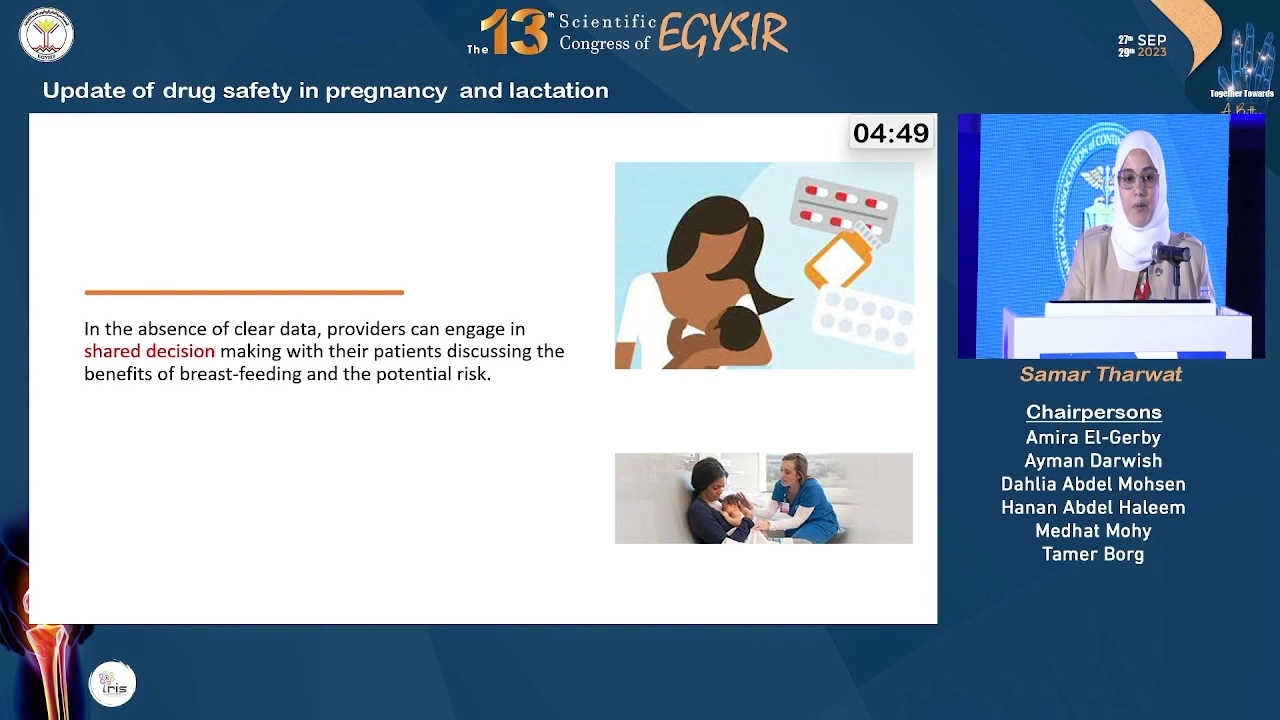 The 13th Scientific Congress of EGYSIR
27th SEP
29th 2023
Together Towards
Update of drug safety in pregnancy and lactation
04:49
In the absence of clear data, providers can engage in
shared decision making with their patients discussing the
benefits of breast-feeding and the potential risk.
Samar Tharwat
Chairpersons
Amira El-Gerby
Ayman Darwish
Dahlia Abdel Mohsen
Hanan Abdel Haleem
Medhat Mohy
Tamer Borg
iris